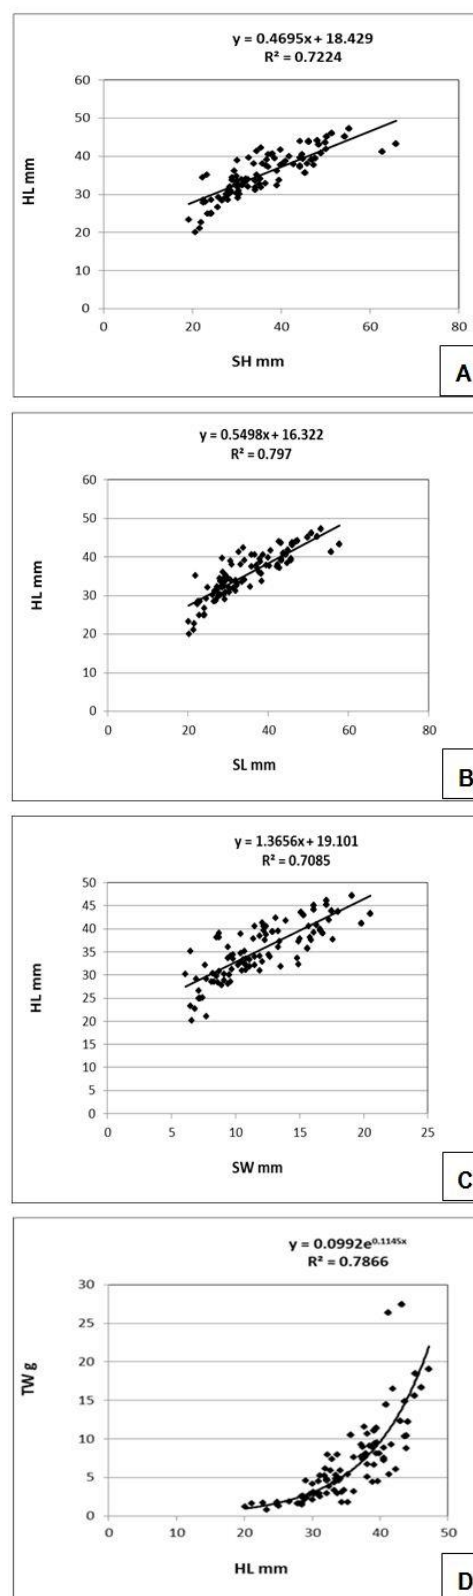 y = 0.4695x + 18.429
R² = 0.7224
60
50
40
30
20
10
0
HL mm
0 20 40 60 80
SH mm
A
y = 0.5498x + 16.322
R² = 0.797
60
50
40
30
20
10
0
HL mm
0 20 40 60 80
SL mm
B
y = 1.3656x + 19.101
R² = 0.7085
50
45
40
35
30
25
20
15
10
5
0
HL mm
0 5 10 15 20 25
SW mm
C
y = 0.0992e^0.1145x
R² = 0.7866
30
25
20
15
10
5
0
TW g
0 10 20 30 40 50
HL mm
D